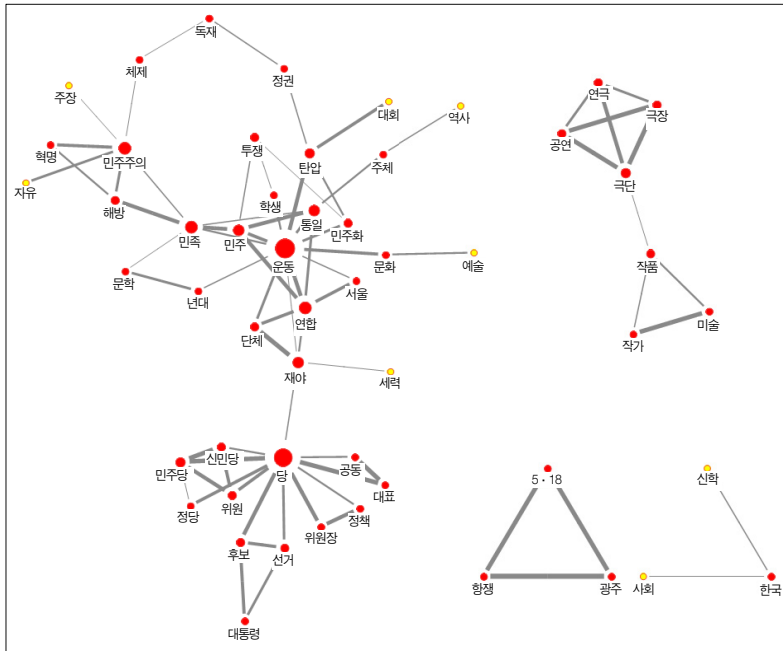 독재
체제
정권
연극
주장
대회
역사
극장
공연
혁명
민주주의
투쟁
탄압
주체
극단
자유
해방
학생
통일
민족
민주
민주화
운동
문화
예술
작품
문학
년대
서울
연합
단체
미술
작가
재야
세력
신민당
민주당
당
공동
대표
신학
5·18
정당
위원
정책
위원장
후보
선거
항쟁
광주
사회
한국
대통령